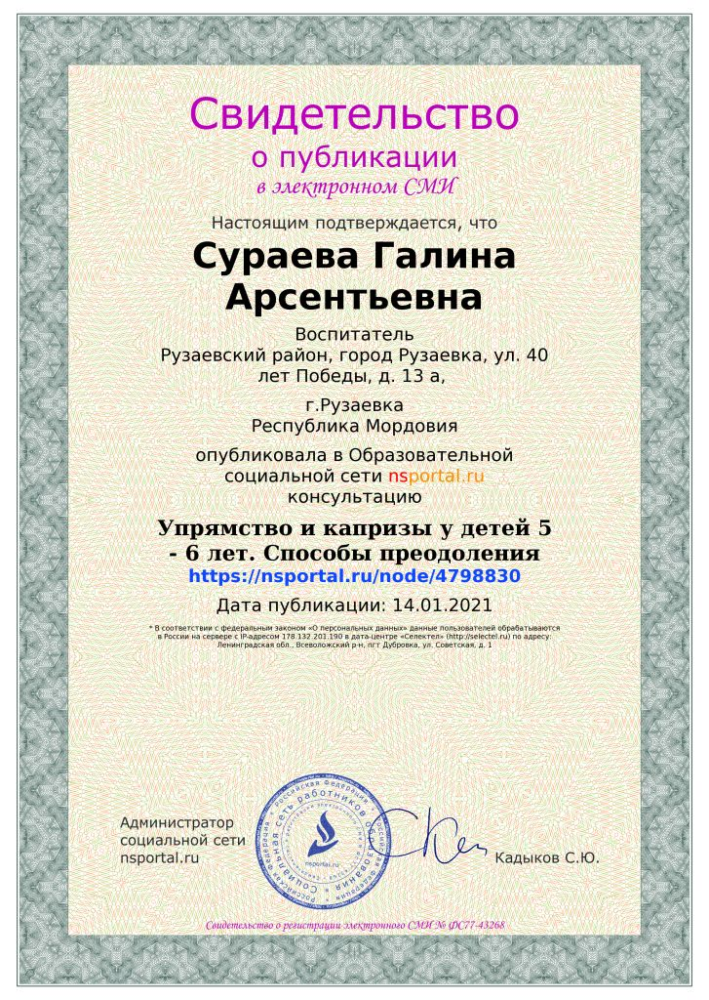 Свидетельство
о публикации
в электронном СМИ
Настоящим подтверждается, что
Сураева Галина
Арсентьевна
Воспитатель
Рузаевский район, город Рузаевка, ул. 40
лет Победы, д. 13 а,
г.Рузаевка
Республика Мордовия
опубликовала в Образовательной
социальной сети nsportal.ru
консультацию
Упрямство и капризы у детей 5
- 6 лет. Способы преодоления
https://nsportal.ru/node/4798830
Дата публикации: 14.01.2021
* В соответствии с федеральным законом «О персональных данных» данные пользователей обрабатываются
в России на сервере с IP-адресом 178.132.201.190 в дата-центре «Селектел» (http://selectel.ru) по адресу:
Ленинградская обл., Всеволожский р-н, пгт Дубровка, ул. Советская, д. 1
Администратор
социальной сети
nsportal.ru
Российская Федерация * Российская Федерация * Российская Федерация *
Социальная сеть работников образования
nsportal.ru
Кадыков С.Ю.
Свидетельство о регистрации электронного СМИ № ФС77-43268